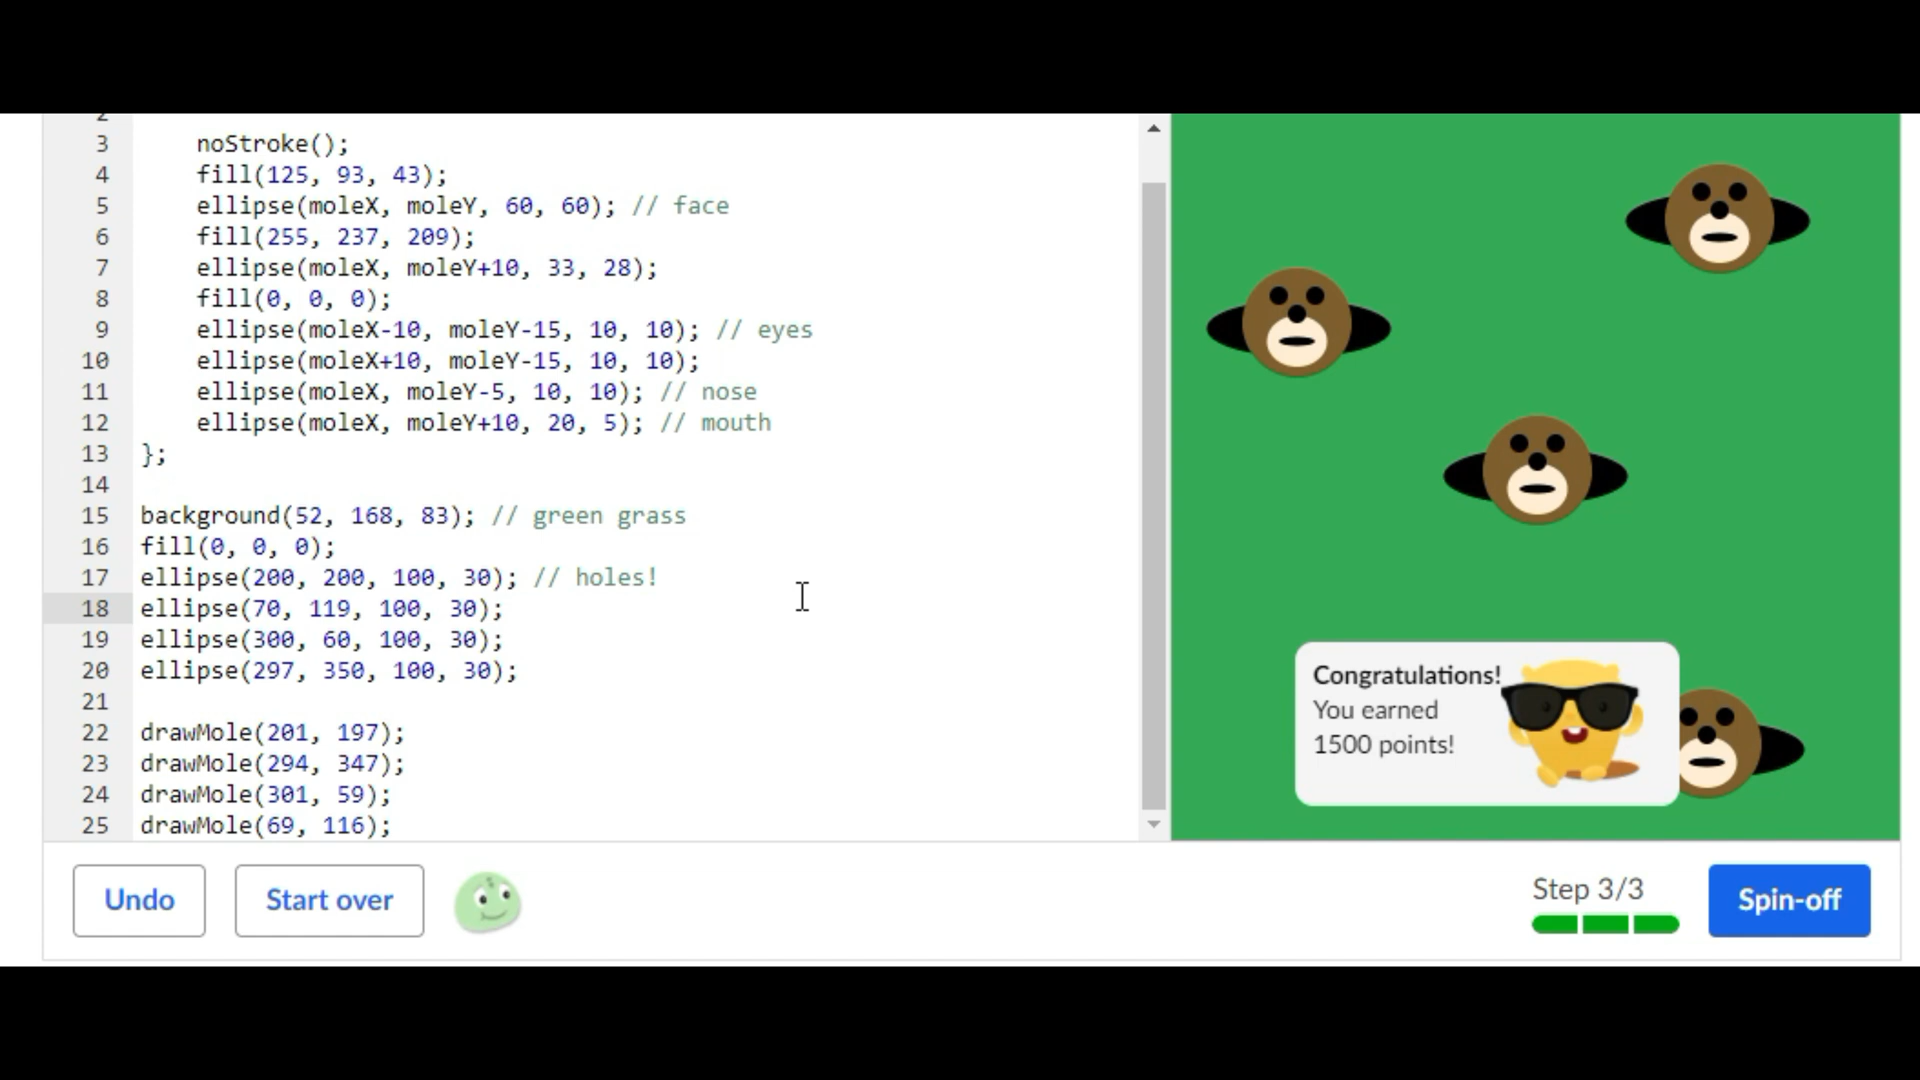 2
3 noStroke();
4 fill(125, 93, 43);
5 ellipse(moleX, moleY, 60, 60); // face
6 fill(255, 237, 209);
7 ellipse(moleX, moleY+10, 33, 28);
8 fill(0, 0, 0);
9 ellipse(moleX-10, moleY-15, 10, 10); // eyes
10 ellipse(moleX+10, moleY-15, 10, 10);
11 ellipse(moleX, moleY-5, 10, 10); // nose
12 ellipse(moleX, moleY+10, 20, 5); // mouth
13 };
14
15 background(52, 168, 83); // green grass
16 fill(0, 0, 0);
17 ellipse(200, 200, 100, 30); // holes!
18 ellipse(70, 119, 100, 30);
19 ellipse(300, 60, 100, 30);
20 ellipse(297, 350, 100, 30);
21
22 drawMole(201, 197);
23 drawMole(294, 347);
24 drawMole(301, 59);
25 drawMole(69, 116);
Congratulations!
You earned
1500 points!
Undo
Start over
Step 3/3
Spin-off